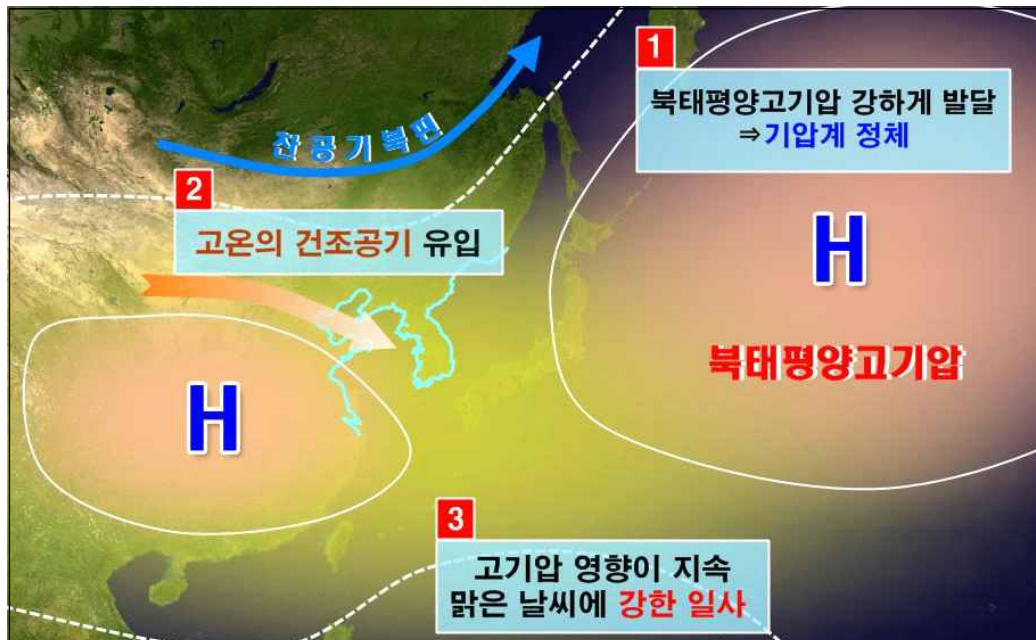 1
북태평양고기압 강하게 발달
⇒기압계 정체
찬공기북편
2
고온의 건조공기 유입
H
북태평양고기압
H
3
고기압 영향이 지속
맑은 날씨에 강한 일사